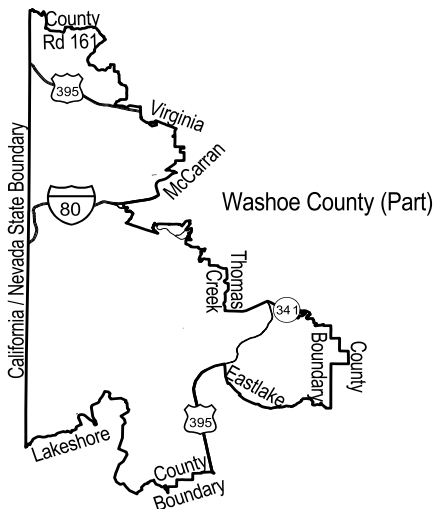 County
Rd 161
395
Virginia
McCarran
80
Washoe County (Part)
California / Nevada State Boundary
Thomas
Creek
341
County
Boundary
Eastlake
395
Lakeshore
County
Boundary